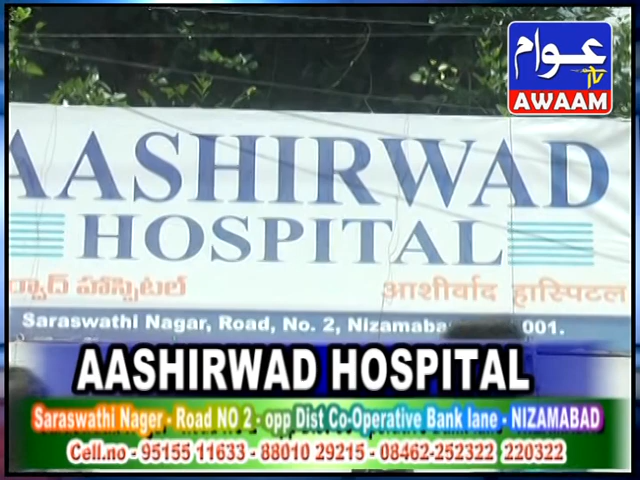 عوام
TV
AWAAM
AASHIRWAD
HOSPITAL
ర్వాద్ హాస్పిటల్ आशीर्वाद हास्पिटल
Saraswathi Nagar, Road, No. 2, Nizamaba 001.
AASHIRWAD HOSPITAL
Saraswathi Nager - Road NO 2 - opp Dist Co-Operative Bank lane - NIZAMABAD
Cell.no - 95155 11633 - 88010 29215 - 08462-252322 220322